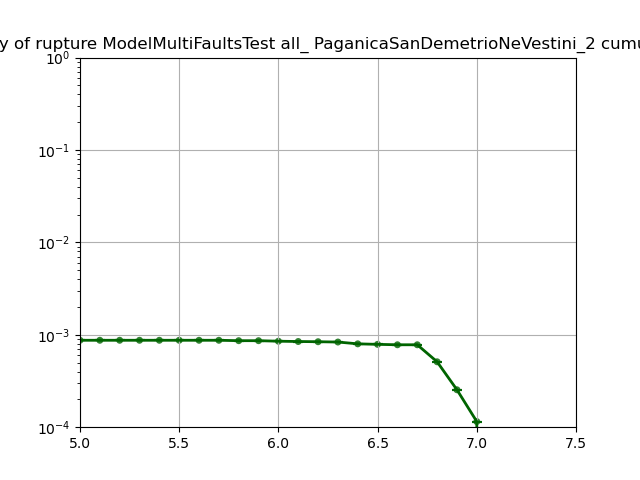 y of rupture ModelMultiFaultsTest all_ PaganicaSanDemetrioNeVestini_2 cumu
10⁰
10⁻¹
10⁻²
10⁻³
10⁻⁴
5.0 5.5 6.0 6.5 7.0 7.5